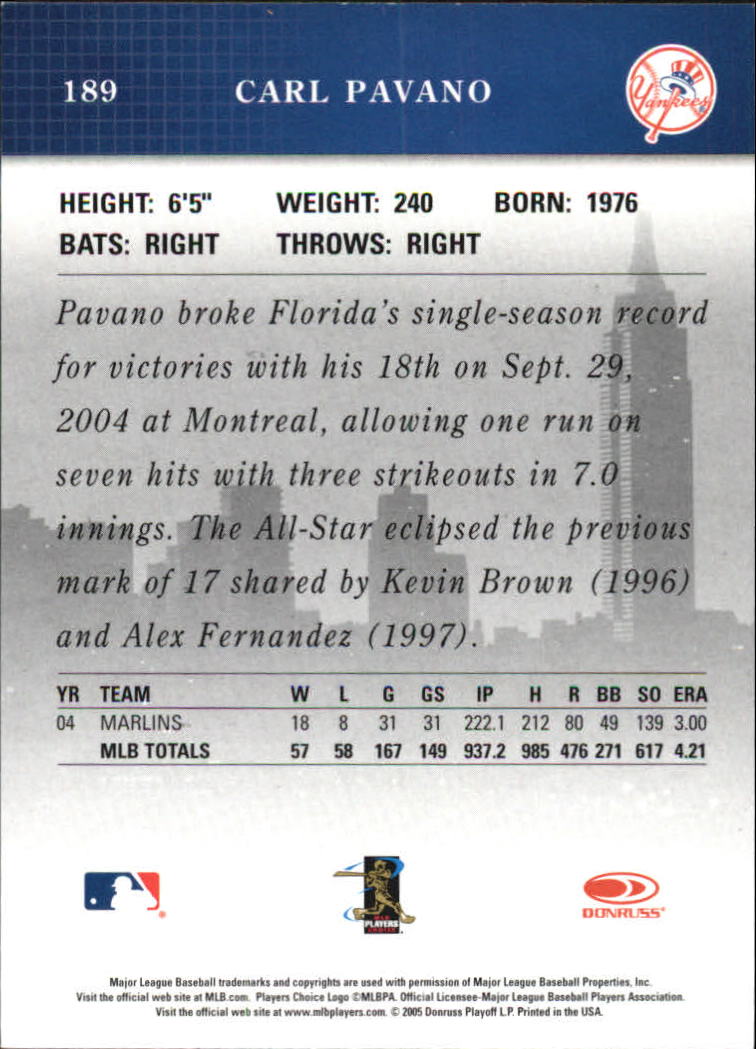 189 CARL PAVANO
Yankees
HEIGHT: 6'5" WEIGHT: 240 BORN: 1976
BATS: RIGHT THROWS: RIGHT
Pavano broke Florida's single-season record
for victories with his 18th on Sept. 29,
2004 at Montreal, allowing one run on
seven hits with three strikeouts in 7.0
innings. The All-Star eclipsed the previous
mark of 17 shared by Kevin Brown (1996)
and Alex Fernandez (1997).
YR TEAM W L G GS IP H R BB SO ERA
04 MARLINS 18 8 31 31 222.1 212 80 49 139 3.00
MLB TOTALS 57 58 167 149 937.2 985 476 271 617 4.21
PLAYERS
DONRUSS
Major League Baseball trademarks and copyrights are used with permission of Major League Baseball Properties, Inc.
Visit the official web site at MLB.com. Players Choice Logo ©MLBPA. Official Licensee-Major League Baseball Players Association.
Visit the official web site at www.mlbplayers.com. © 2005 Donruss Playoff L.P. Printed in the USA.